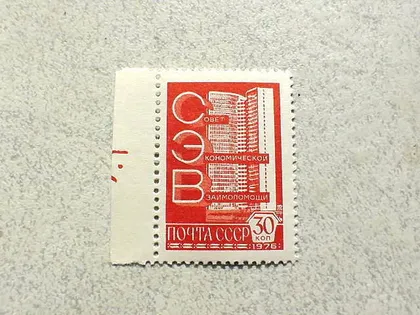 СОВЕТ
ЭКОНОМИЧЕСКОЙ
ВЗАИМОПОМОЩИ
ПОЧТА СССР
30
КОП
1976